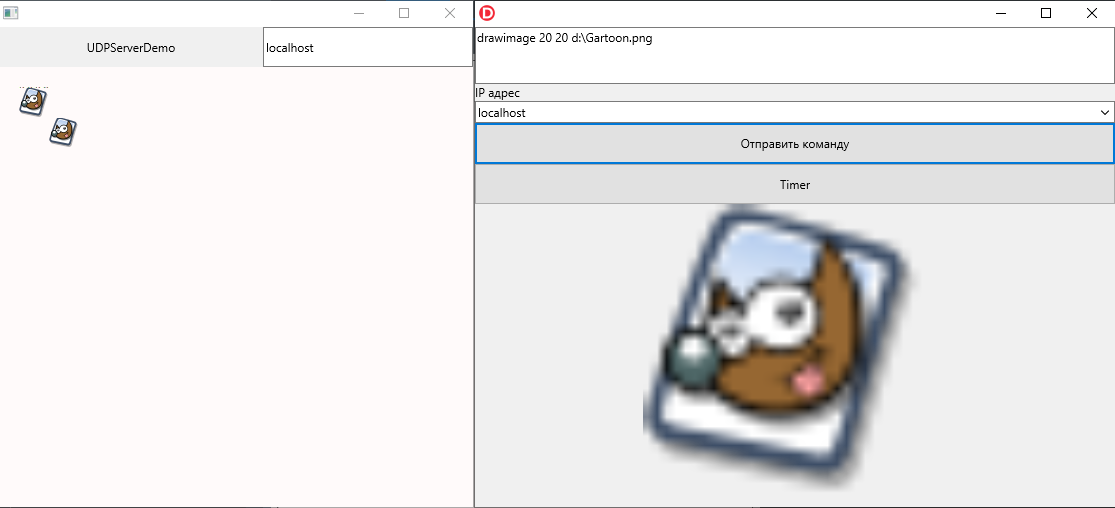 UDPServerDemo
localhost
drawimage 20 20 d:\Gartoon.png
IP адрес
localhost
Отправить команду
Timer